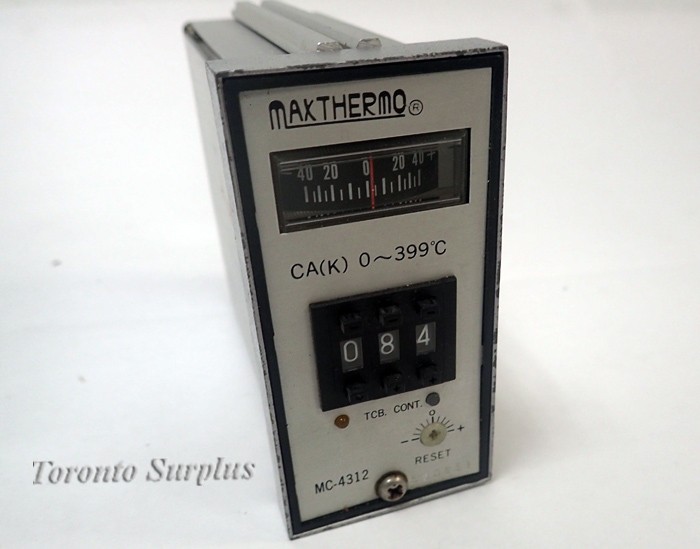 MAXTHERMO®
- 40 20 0 20 40 +
CA(K) 0～399℃
0 8 4
TCB. CONT.
0
- +
RESET
MC-4312
Toronto Surplus